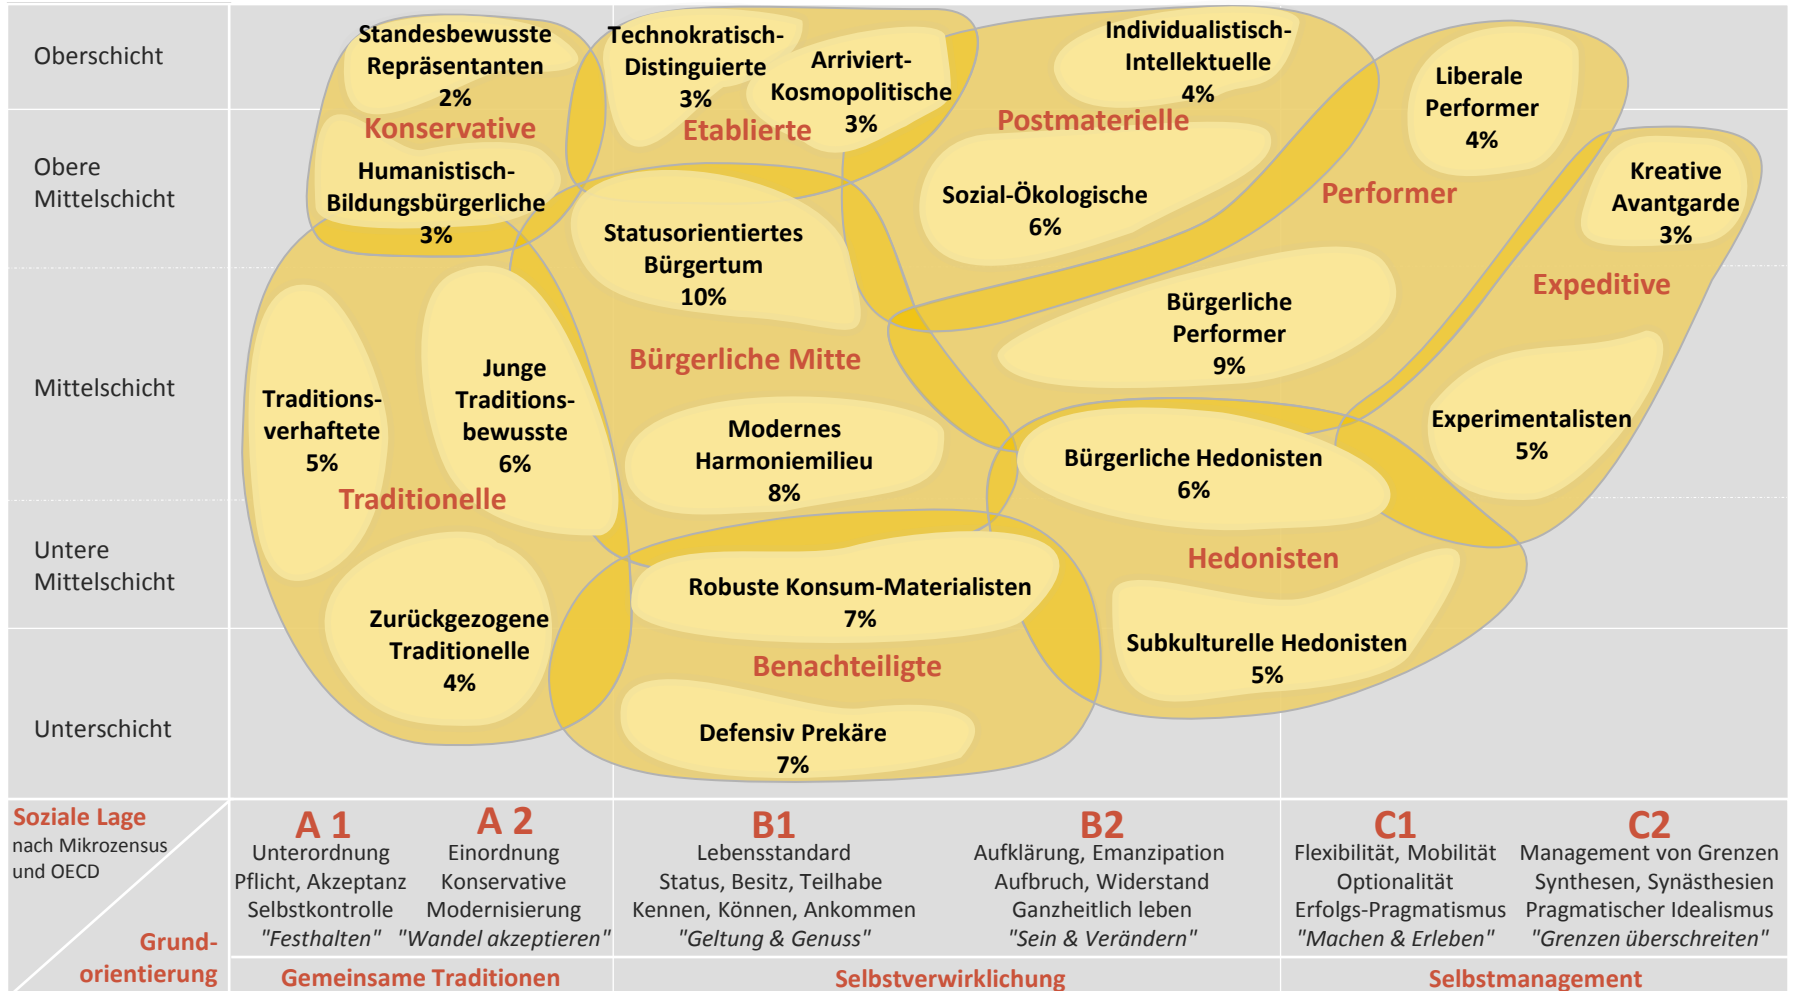 Oberschicht
Obere
Mittelschicht
Mittelschicht
Untere
Mittelschicht
Unterschicht
Standesbewusste
Repräsentanten
2%
Konservative
Humanistisch-
Bildungsbürgerliche
3%
Technokratisch-
Distinguierte
3%
Arriviert-
Kosmopolitische
3%
Etablierte
Individualistisch-
Intellektuelle
4%
Postmaterielle
Sozial-Ökologische
6%
Liberale
Performer
4%
Performer
Bürgerliche
Performer
9%
Kreative
Avantgarde
3%
Expeditive
Experimentalisten
5%
Statusorientiertes
Bürgertum
10%
Bürgerliche Mitte
Modernes
Harmoniemilieu
8%
Traditions-
verhaftete
5%
Junge
Traditions-
bewusste
6%
Traditionelle
Zurückgezogene
Traditionelle
4%
Bürgerliche Hedonisten
6%
Hedonisten
Subkulturelle Hedonisten
5%
Robuste Konsum-Materialisten
7%
Benachteiligte
Defensiv Prekäre
7%
Soziale Lage
nach Mikrozensus
und OECD
Grund-
orientierung
A 1
Unterordnung
Pflicht, Akzeptanz
Selbstkontrolle
"Festhalten"
A 2
Einordnung
Konservative
Modernisierung
"Wandel akzeptieren"
B1
Lebensstandard
Status, Besitz, Teilhabe
Kennen, Können, Ankommen
"Geltung & Genuss"
B2
Aufklärung, Emanzipation
Aufbruch, Widerstand
Ganzheitlich leben
"Sein & Verändern"
C1
Flexibilität, Mobilität
Optionalität
Erfolgs-Pragmatismus
"Machen & Erleben"
C2
Management von Grenzen
Synthesen, Synästhesien
Pragmatischer Idealismus
"Grenzen überschreiten"
Gemeinsame Traditionen
Selbstverwirklichung
Selbstmanagement